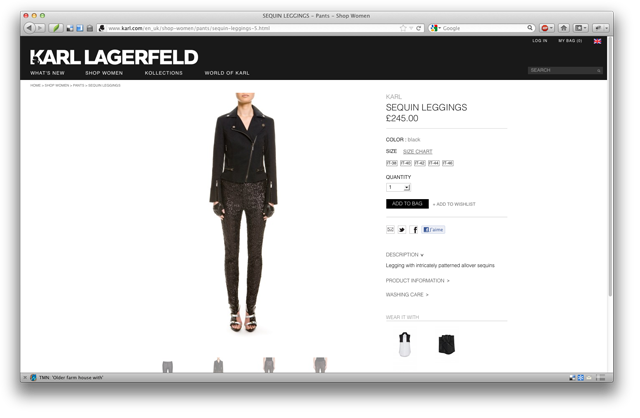 SEQUIN LEGGINGS – Pants – Shop Women
www.karl.com/en_uk/shop-women/pants/sequin-leggings-5.html
Google
LOG IN MY BAG (0)
KARL LAGERFELD
WHAT'S NEW SHOP WOMEN KOLLECTIONS WORLD OF KARL
SEARCH
HOME > SHOP WOMEN > PANTS > SEQUIN LEGGINGS
KARL
SEQUIN LEGGINGS
£245.00
COLOR : black
SIZE SIZE CHART
IT-38 IT-40 IT-42 IT-44 IT-46
QUANTITY
1
ADD TO BAG + ADD TO WISHLIST
J'aime
DESCRIPTION
Legging with intricately patterned allover sequins
PRODUCT INFORMATION >
WASHING CARE >
WEAR IT WITH
TMN: 'Older farm house with'